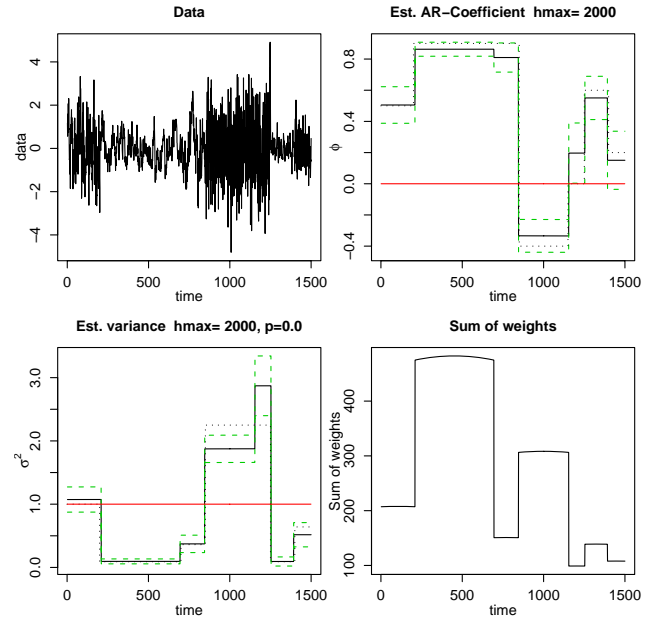 Data
data
4
2
0
−2
−4
0
500
1000
1500
time
Est. AR−Coefficient hmax= 2000
ϕ
0.8
0.4
0.0
−0.4
0
500
1000
1500
time
Est. variance hmax= 2000, p=0.0
σ²
3.0
2.0
1.0
0.0
0
500
1000
1500
time
Sum of weights
Sum of weights
400
300
200
100
0
500
1000
1500
time